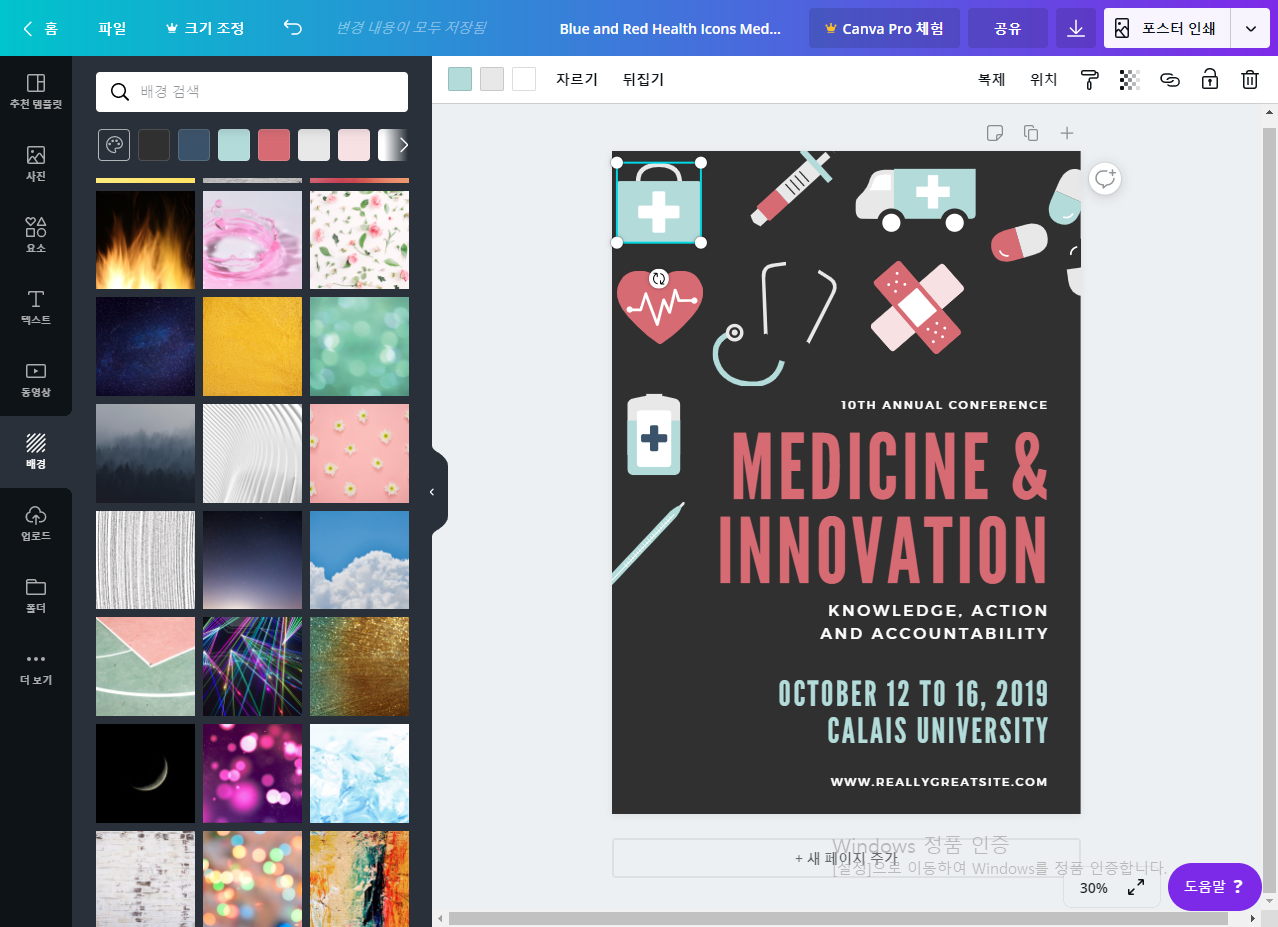 홈
파일
크기 조정
변경 내용이 모두 저장됨
Blue and Red Health Icons Med...
Canva Pro 체험
공유
포스터 인쇄
추천 템플릿
사진
요소
텍스트
동영상
배경
업로드
폴더
더 보기
배경 검색
자르기
뒤집기
복제
위치
10TH ANNUAL CONFERENCE
MEDICINE &
INNOVATION
KNOWLEDGE, ACTION
AND ACCOUNTABILITY
OCTOBER 12 TO 16, 2019
CALAIS UNIVERSITY
WWW.REALLYGREATSITE.COM
+ 새 페이지 추가
Windows 정품 인증
[설정]으로 이동하여 Windows를 정품 인증합니다.
30%
도움말 ?